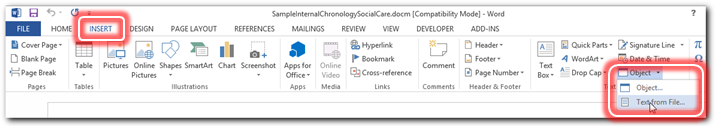 SampleInternalChronologySocialCare.docm [Compatibility Mode] - Word
FILE HOME INSERT DESIGN PAGE LAYOUT REFERENCES MAILINGS REVIEW VIEW DEVELOPER ADD-INS
Cover Page
Blank Page
Page Break
Pages
Table
Tables
Pictures
Online Pictures
Shapes
SmartArt
Chart
Screenshot
Illustrations
Apps for Office
Apps
Online Video
Media
Hyperlink
Bookmark
Cross-reference
Links
Comment
Comments
Header
Footer
Page Number
Header & Footer
Text Box
Quick Parts
WordArt
Drop Cap
Signature Line
Date & Time
Object
Object...
Text from File...
π
Ω